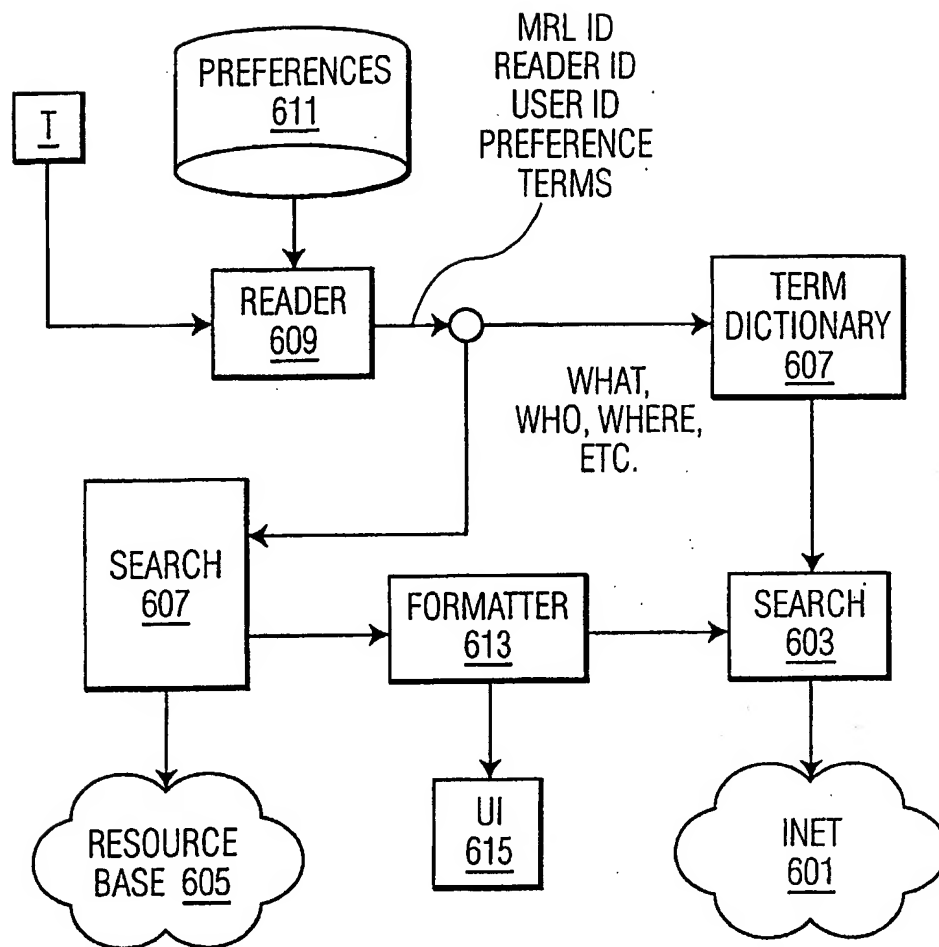 T
PREFERENCES
611
MRL ID
READER ID
USER ID
PREFERENCE
TERMS
READER
609
TERM
DICTIONARY
607
WHAT,
WHO, WHERE,
ETC.
SEARCH
607
FORMATTER
613
SEARCH
603
RESOURCE
BASE 605
UI
615
INET
601